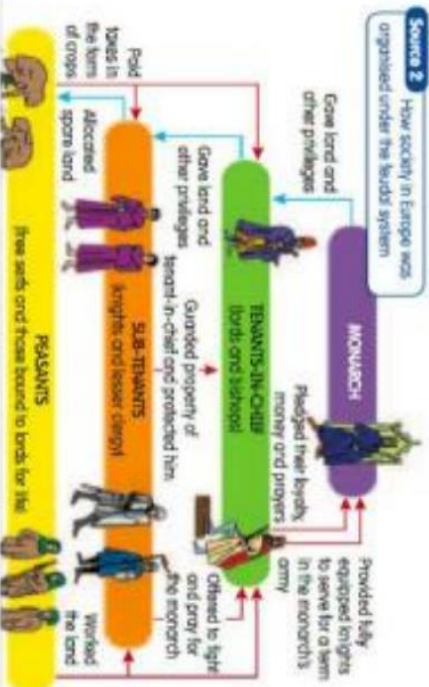 Source 2
How society in Europe was
organised under the feudal system
MONARCH
Gave land and
other privileges
Pledged their loyalty,
money and prayers
Provided fully
equipped knights
to serve for a term
in the monarch's
army
TENANTS-IN-CHIEF
(lords and bishops)
Gave land and
other privileges
Guarded property of
tenant-in-chief and protected him
Offered to fight
and pray for
the monarch
SUB-TENANTS
(knights and lesser clergy)
Paid
taxes in
the form
of crops
Allocated
spare land
Worked
the land
PEASANTS
(free serfs and those bound to lords for life)